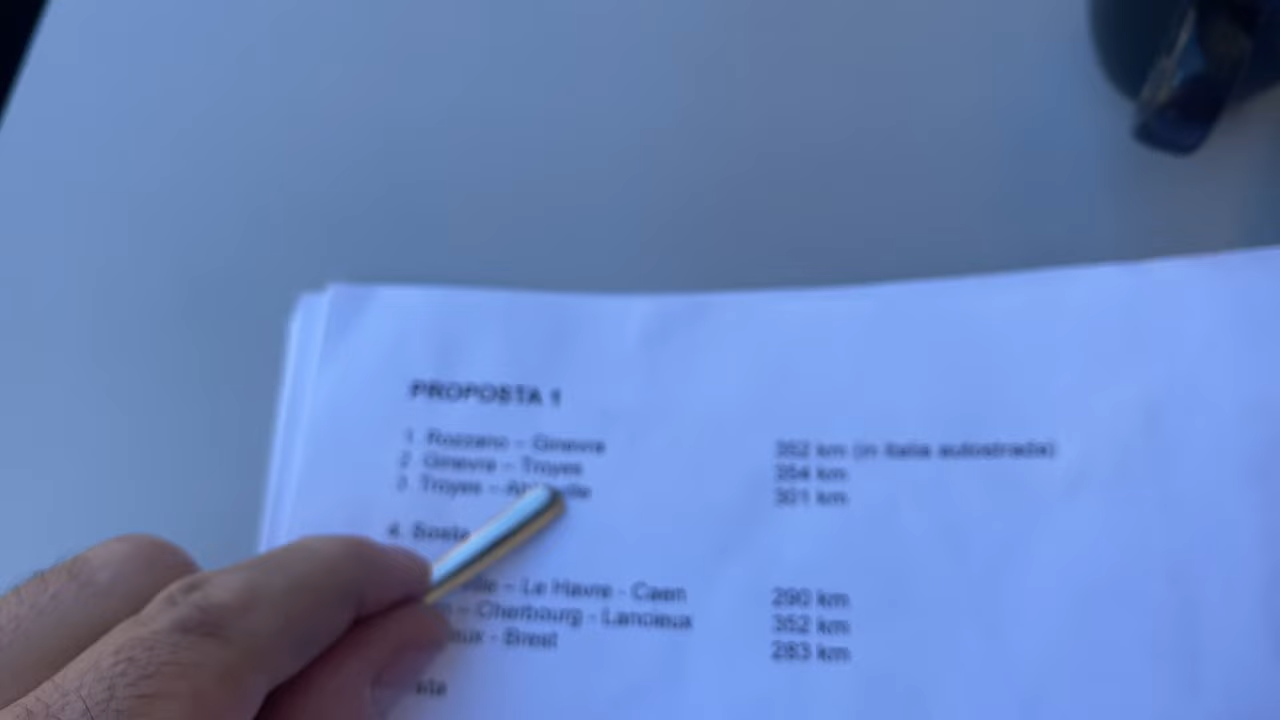 PROPOSTA 1
1. Rozzano – Ginevra 352 km (in Italia autostrada)
2. Ginevra – Troyes 354 km
3. Troyes – 301 km
4. Sosta
– Le Havre - Caen 290 km
– Cherbourg - Lancieux 352 km
- Brest 283 km